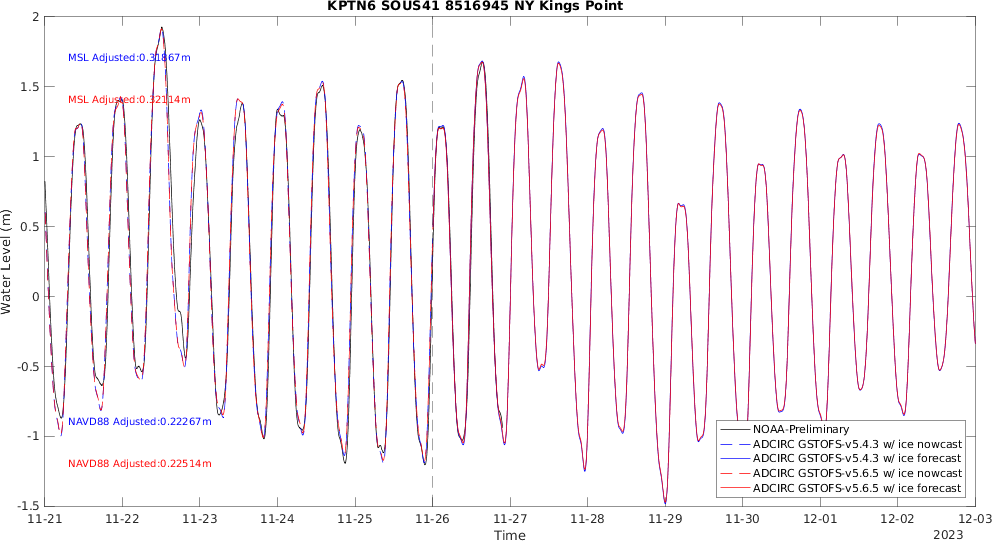 KPTN6 SOUS41 8516945 NY Kings Point
2
1.5
1
0.5
0
-0.5
-1
-1.5
Water Level (m)
MSL Adjusted:0.31867m
MSL Adjusted:0.32114m
NAVD88 Adjusted:0.22267m
NAVD88 Adjusted:0.22514m
NOAA-Preliminary
ADCIRC GSTOFS-v5.4.3 w/ ice nowcast
ADCIRC GSTOFS-v5.4.3 w/ ice forecast
ADCIRC GSTOFS-v5.6.5 w/ ice nowcast
ADCIRC GSTOFS-v5.6.5 w/ ice forecast
11-21 11-22 11-23 11-24 11-25 11-26 11-27 11-28 11-29 11-30 12-01 12-02 12-03
Time
2023